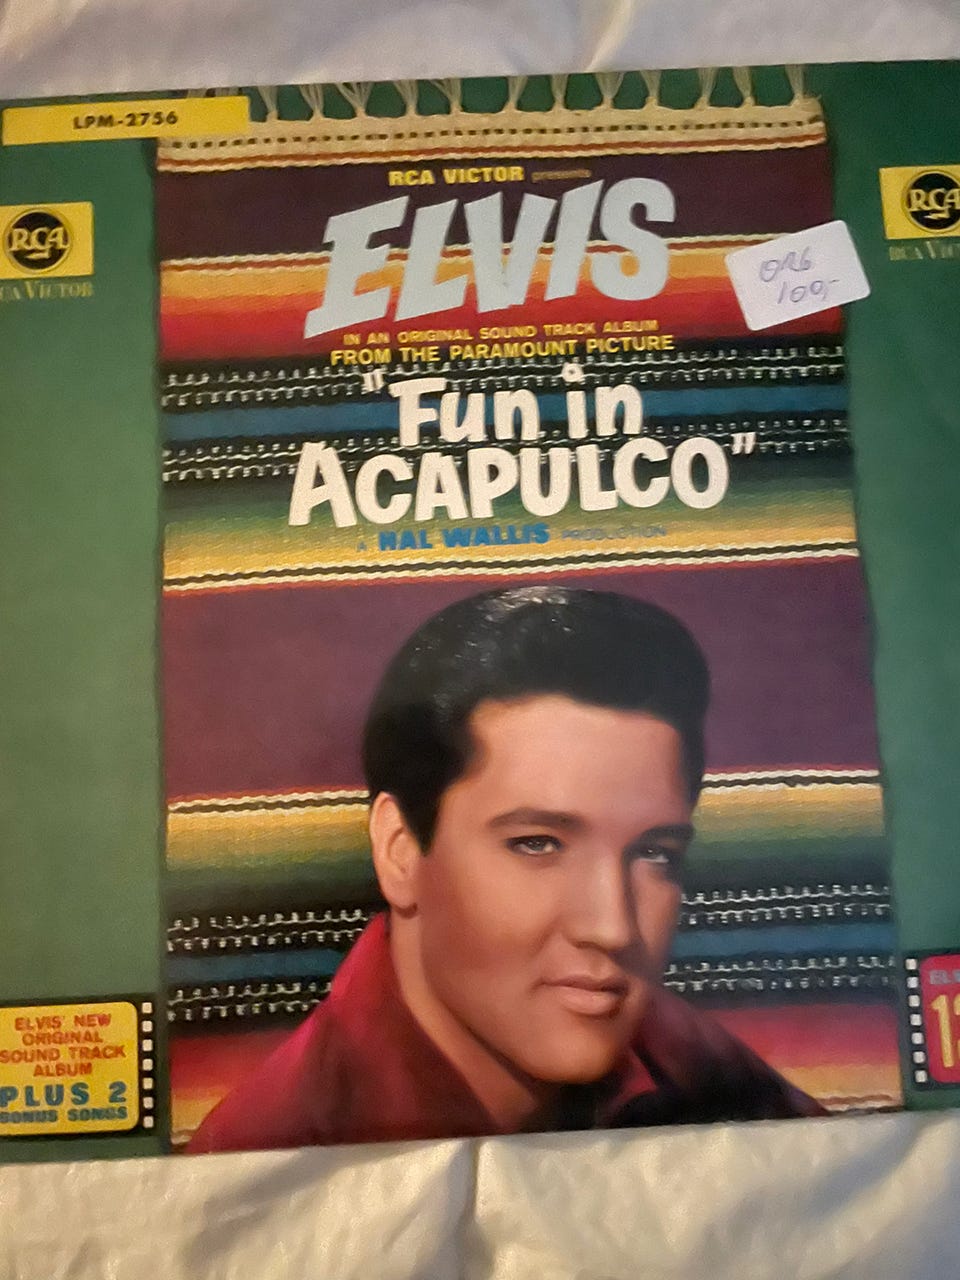 LPM-2756
RCA VICTOR presents
ELVIS
IN AN ORIGINAL SOUND TRACK ALBUM
FROM THE PARAMOUNT PICTURE
"Fun in
ACAPULCO"
A HAL WALLIS PRODUCTION
RCA
VICTOR
RCA
RCA
ORG
100,-
ELVIS' NEW
ORIGINAL
SOUND TRACK
ALBUM
PLUS 2
BONUS SONGS